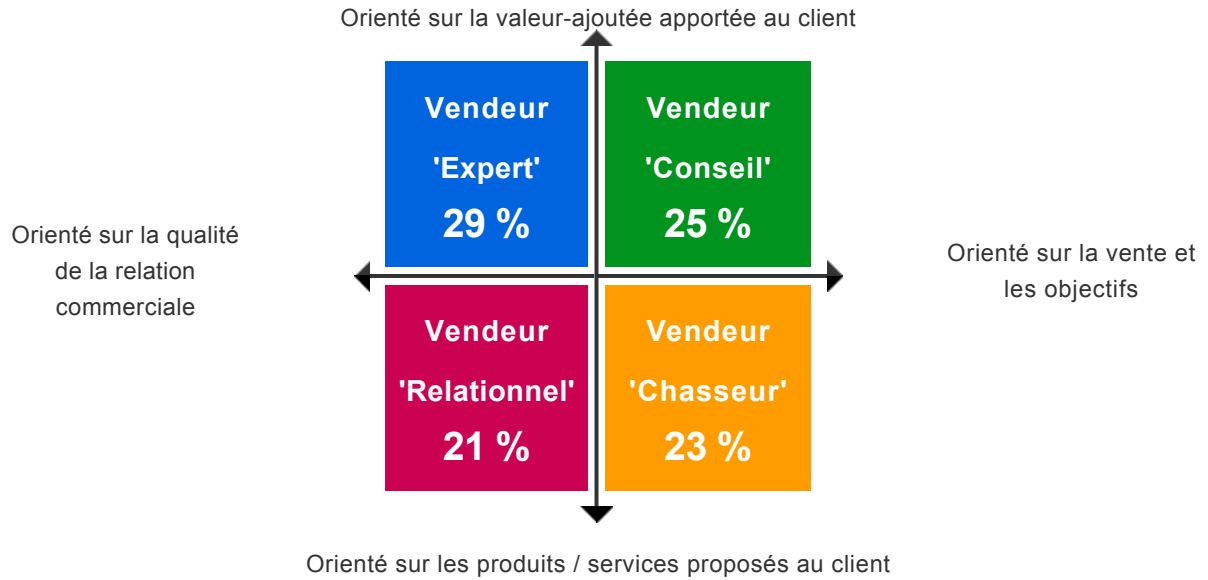 Orienté sur la valeur-ajoutée apportée au client
Vendeur
'Expert'
29 %
Vendeur
'Conseil'
25 %
Orienté sur la qualité
de la relation
commerciale
Orienté sur la vente et
les objectifs
Vendeur
'Relationnel'
21 %
Vendeur
'Chasseur'
23 %
Orienté sur les produits / services proposés au client